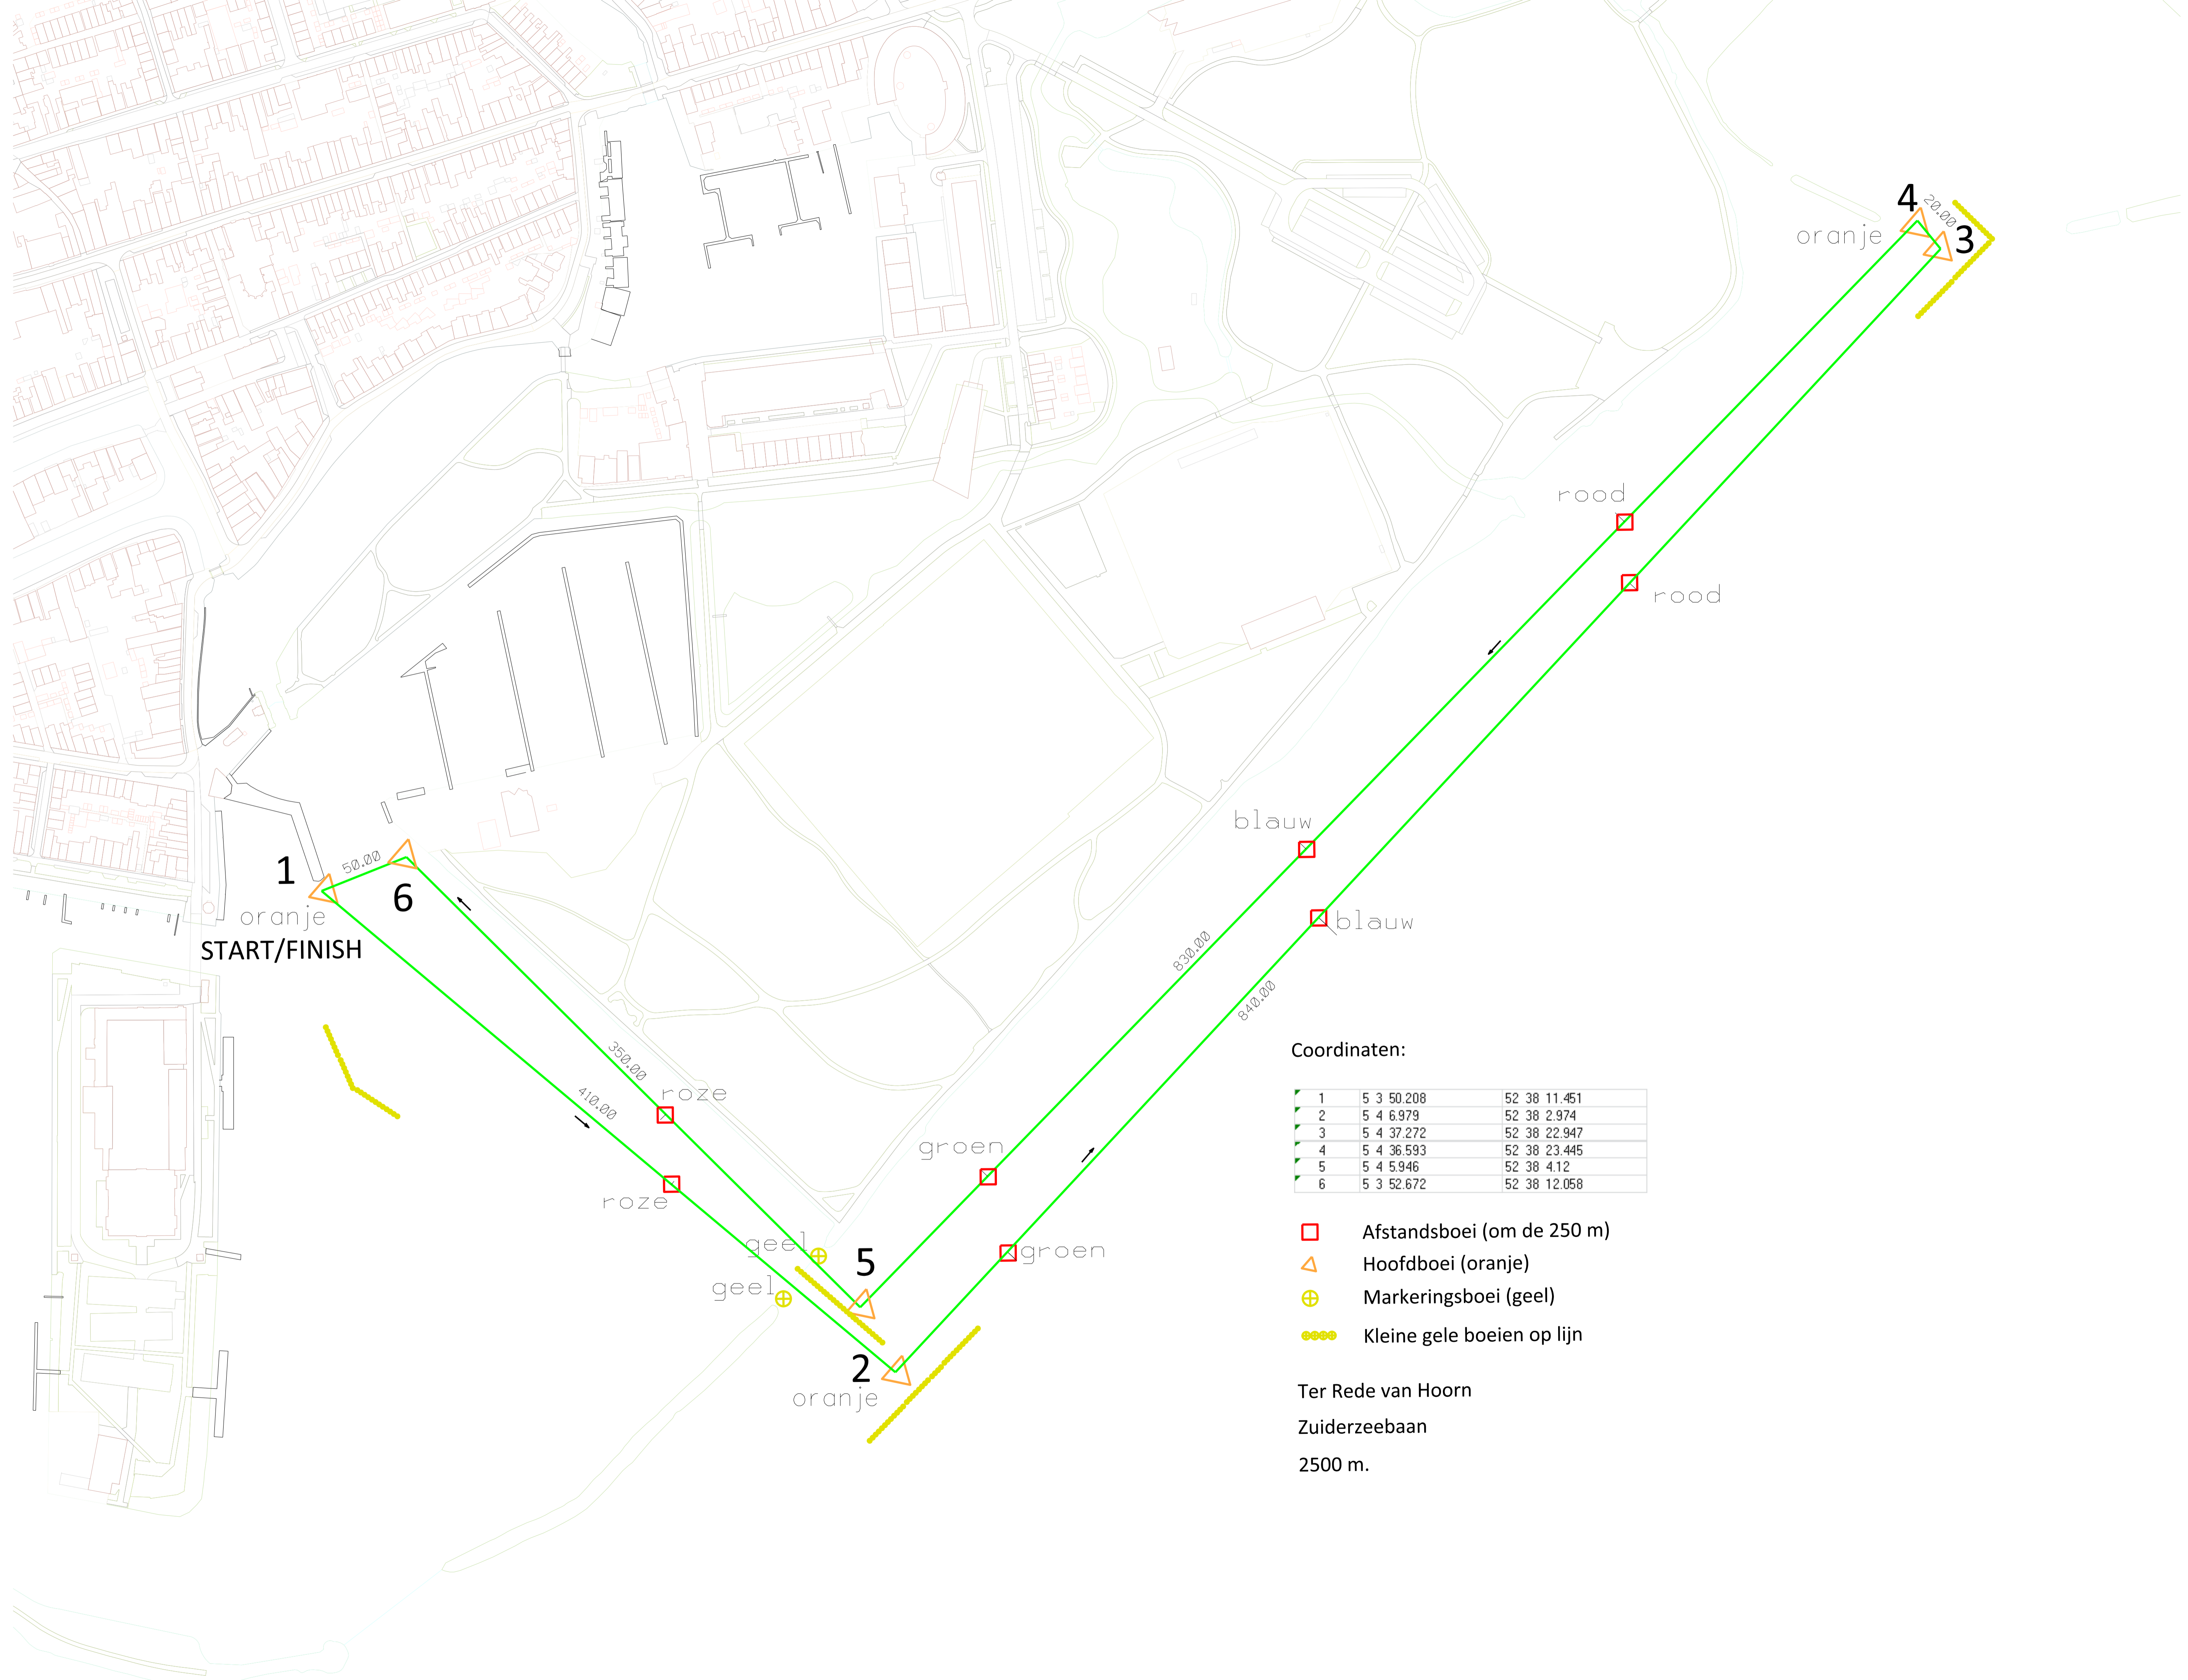 4
20.00
oranje
3
rood
rood
blauw
blauw
1
50.00
6
oranje
START/FINISH
830.00
840.00
350.00
410.00
roze
roze
groen
groen
geel
geel
5
2
oranje
Coordinaten:
1 5 3 50.208 52 38 11.451
2 5 4 6.979 52 38 2.974
3 5 4 37.272 52 38 22.947
4 5 4 36.593 52 38 23.445
5 5 4 5.946 52 38 4.12
6 5 3 52.672 52 38 12.058
Afstandsboei (om de 250 m)
Hoofdboei (oranje)
Markeringsboei (geel)
Kleine gele boeien op lijn
Ter Rede van Hoorn
Zuiderzeebaan
2500 m.